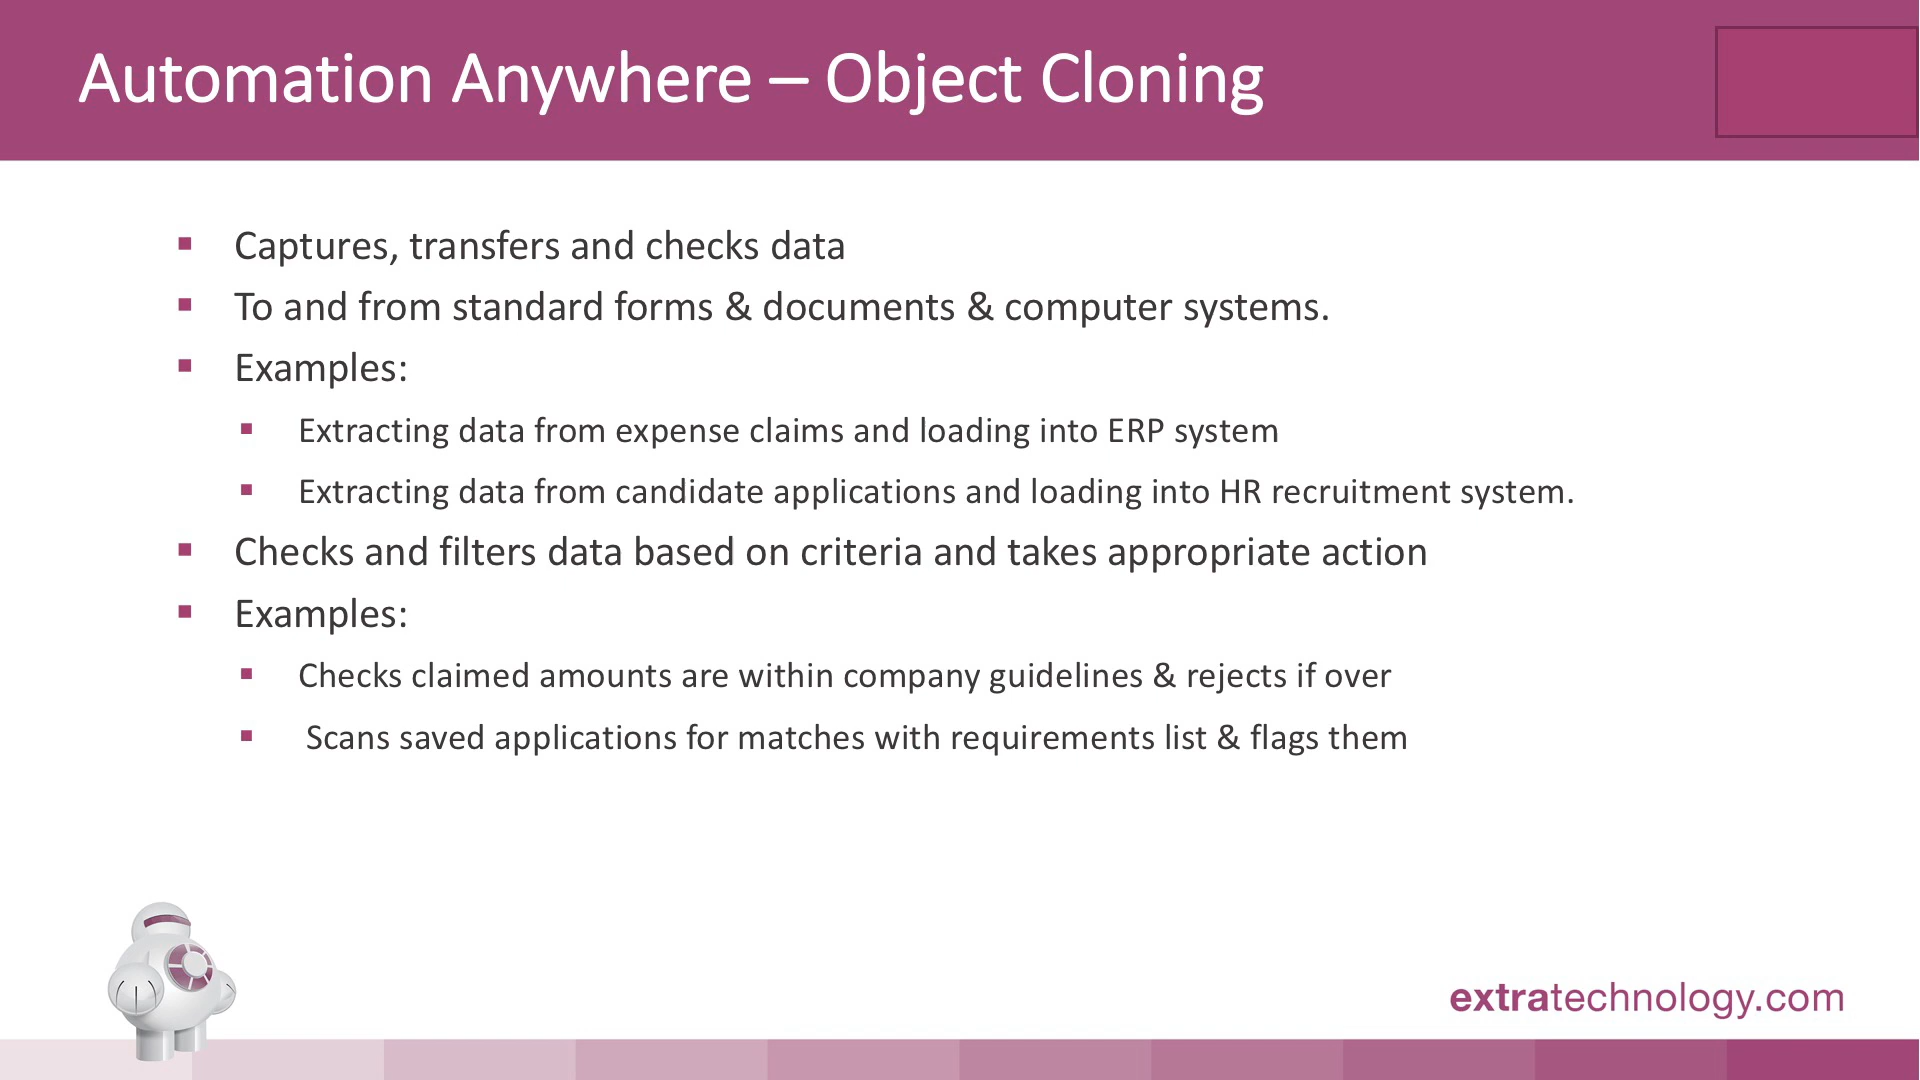 Automation Anywhere – Object Cloning
Captures, transfers and checks data
To and from standard forms & documents & computer systems.
Examples:
Extracting data from expense claims and loading into ERP system
Extracting data from candidate applications and loading into HR recruitment system.
Checks and filters data based on criteria and takes appropriate action
Examples:
Checks claimed amounts are within company guidelines & rejects if over
Scans saved applications for matches with requirements list & flags them
extratechnology.com